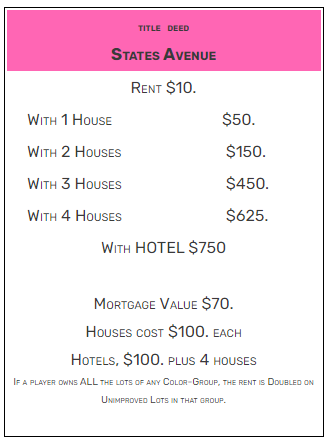 TITLE DEED
STATES AVENUE
RENT $10.
WITH 1 HOUSE $50.
WITH 2 HOUSES $150.
WITH 3 HOUSES $450.
WITH 4 HOUSES $625.
WITH HOTEL $750
MORTGAGE VALUE $70.
HOUSES COST $100. EACH
HOTELS, $100. PLUS 4 HOUSES
IF A PLAYER OWNS ALL THE LOTS OF ANY COLOR-GROUP, THE RENT IS DOUBLED ON
UNIMPROVED LOTS IN THAT GROUP.